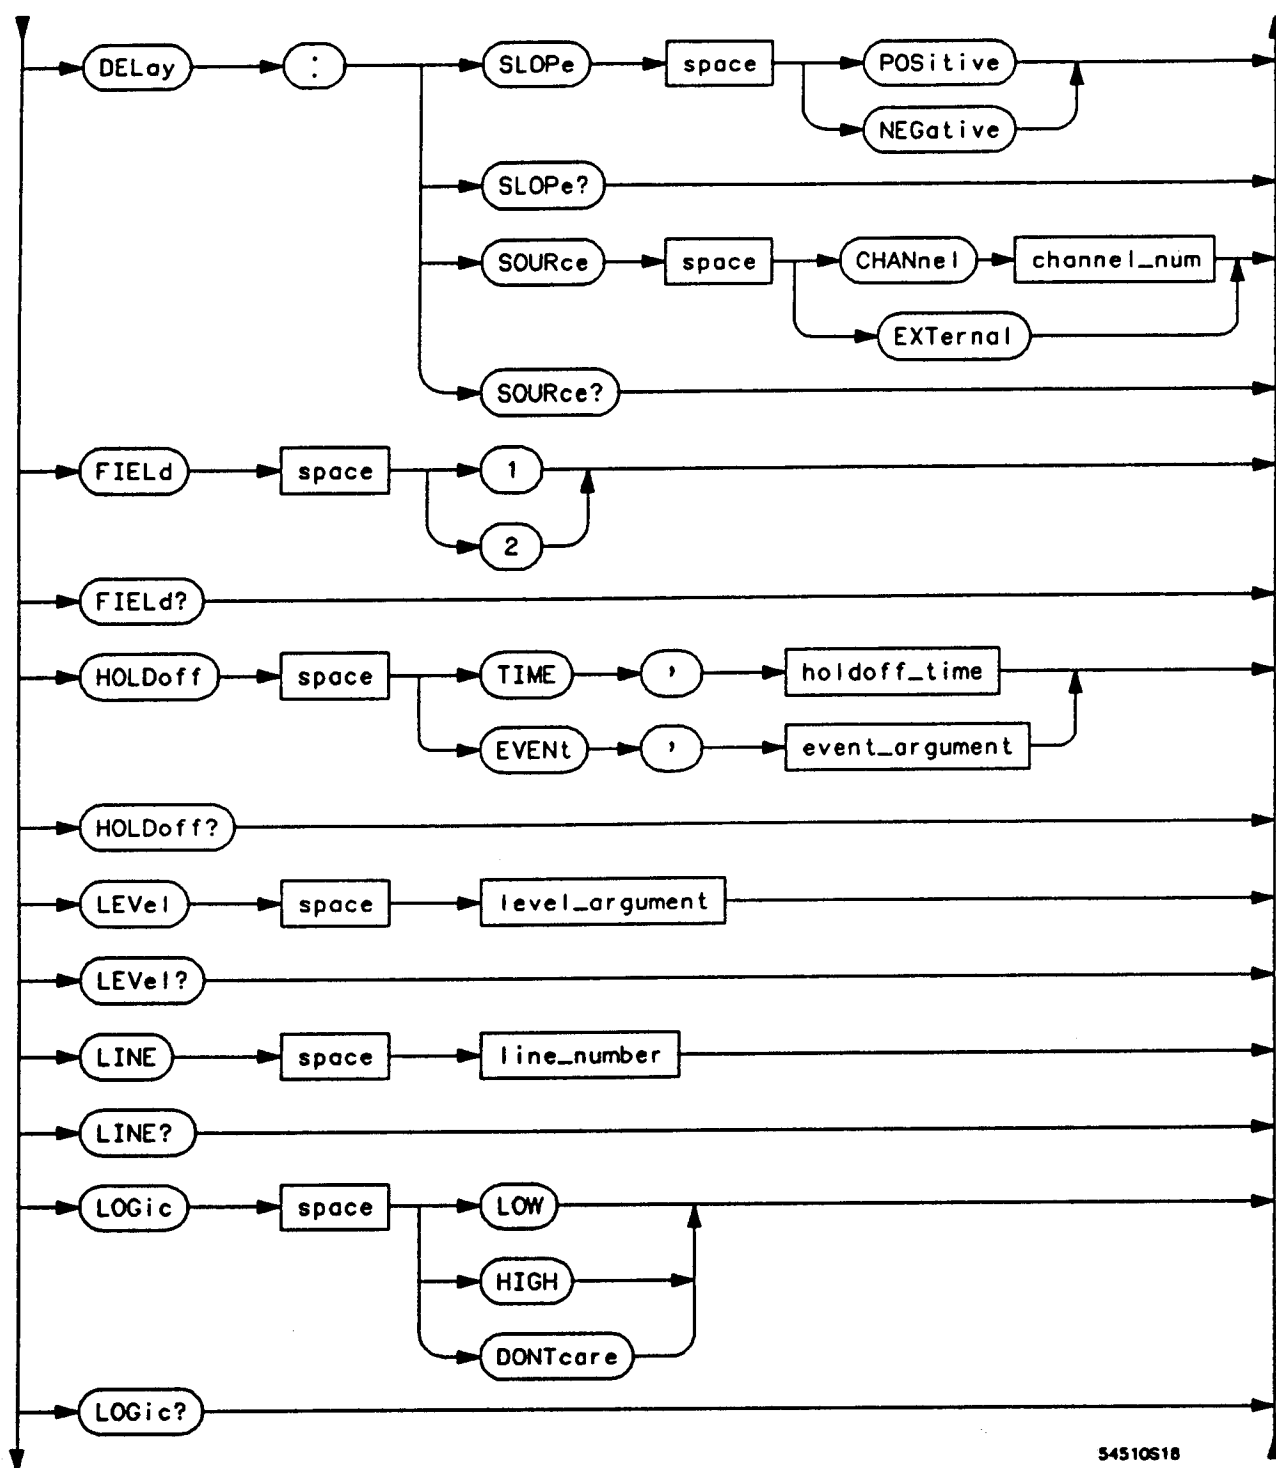 DELay : SLOPe space POSitive
NEGative
SLOPe?
SOURce space CHANnel channel_num
EXTernal
SOURce?
FIELd space 1
2
FIELd?
HOLDoff space TIME , holdoff_time
EVENt , event_argument
HOLDoff?
LEVel space level_argument
LEVel?
LINE space line_number
LINE?
LOGic space LOW
HIGH
DONTcare
LOGic?
54510S18